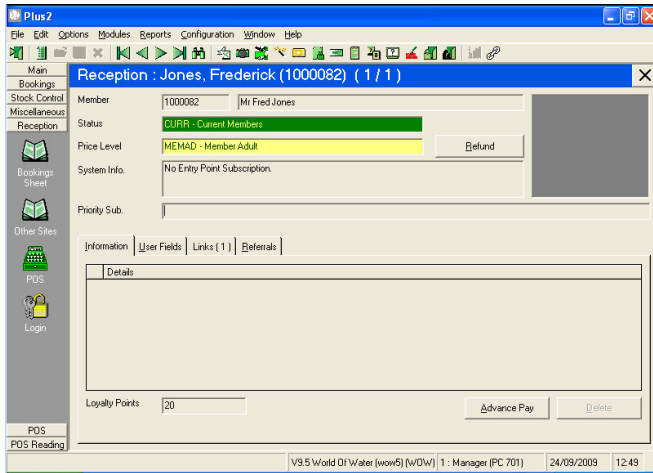 Plus2
File Edit Options Modules Reports Configuration Window Help
Main
Bookings
Stock Control
Miscellaneous
Reception
Bookings
Sheet
Other Sites
POS
Login
POS
POS Reading
Reception : Jones, Frederick (1000082) ( 1 / 1 )
Member 1000082 Mr Fred Jones
Status CURR - Current Members
Price Level MEMAD - Member Adult Refund
System Info. No Entry Point Subscription.
Priority Sub.
Information User Fields Links ( 1 ) Referrals
Details
Loyalty Points 20 Advance Pay Delete
V9.5 World Of Water (wow5) (WOW) 1 : Manager (PC 701) 24/09/2009 12:49